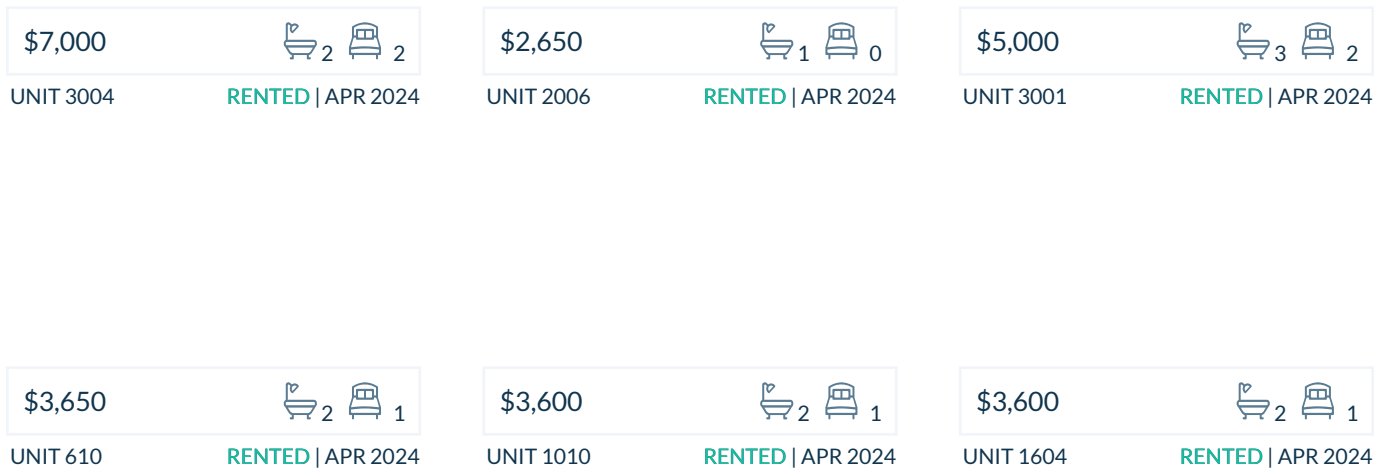 $7,000 2 2
UNIT 3004 RENTED | APR 2024
$2,650 1 0
UNIT 2006 RENTED | APR 2024
$5,000 3 2
UNIT 3001 RENTED | APR 2024
$3,650 2 1
UNIT 610 RENTED | APR 2024
$3,600 2 1
UNIT 1010 RENTED | APR 2024
$3,600 2 1
UNIT 1604 RENTED | APR 2024